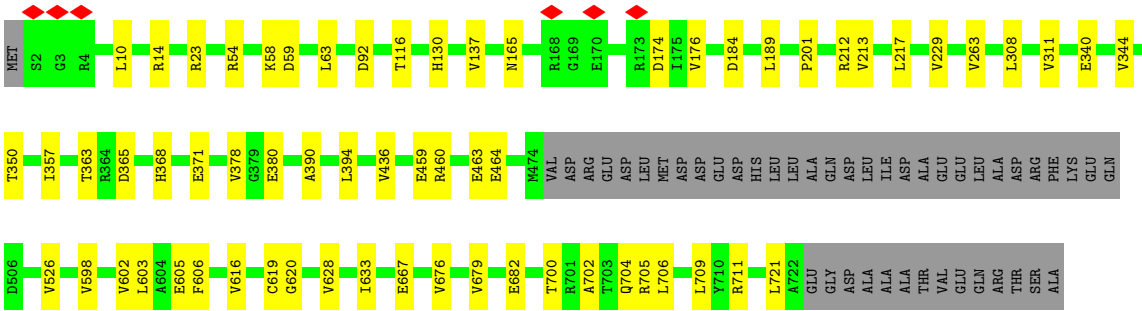 MET S2 G3 R4 L10 R14 R23 R54 K58 D59 L63 D92 T116 H130 V137 N165 R168 G169 E170 R173 D174 I175 V176 D184 L189 P201 R212 V213 L217 V229 V263 L308 V311 E340 V344
T350 I357 T363 R364 D365 H368 E371 V378 G379 E380 A390 L394 V436 E459 R460 E463 E464 M474 VAL ASP ARG GLU ASP LEU MET ASP ASP GLU ASP HIS LEU LEU ALA GLN ASP LEU ILE ASP ALA GLU GLU LEU ALA ASP ARG PHE LYS GLU GLN
D506 V526 V598 V602 L603 A604 E605 F606 V616 C619 G620 V628 I633 E667 V676 V679 E682 T700 R701 A702 T703 Q704 R705 L706 L709 Y710 R711 L721 A722 GLU GLY ASP ALA ALA ALA THR VAL GLU GLN ARG THR SER ALA